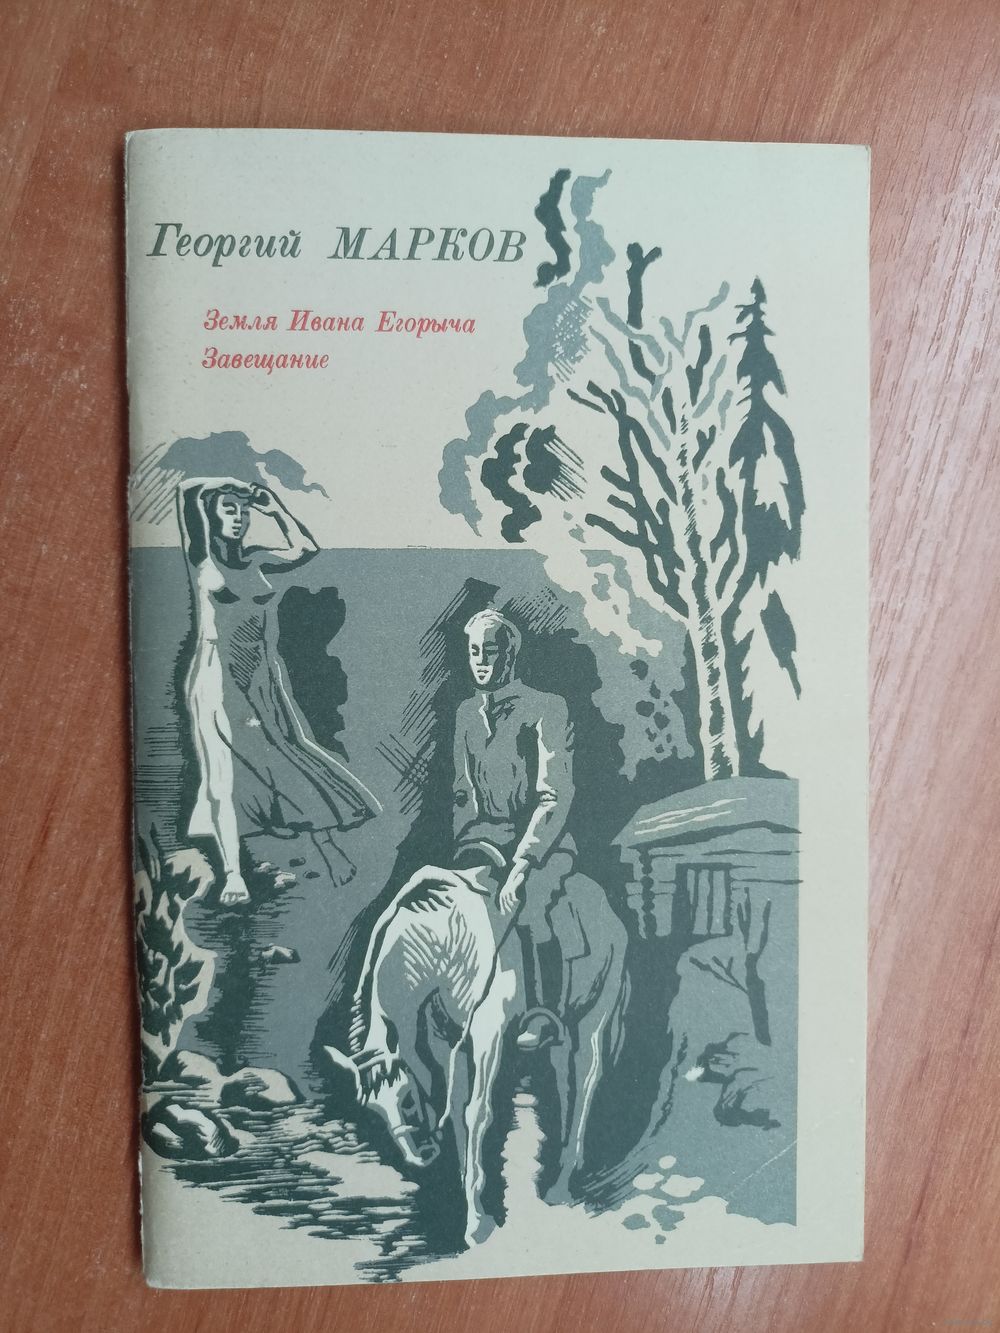 Георгий МАРКОВ
Земля Ивана Егорыча
Завещание